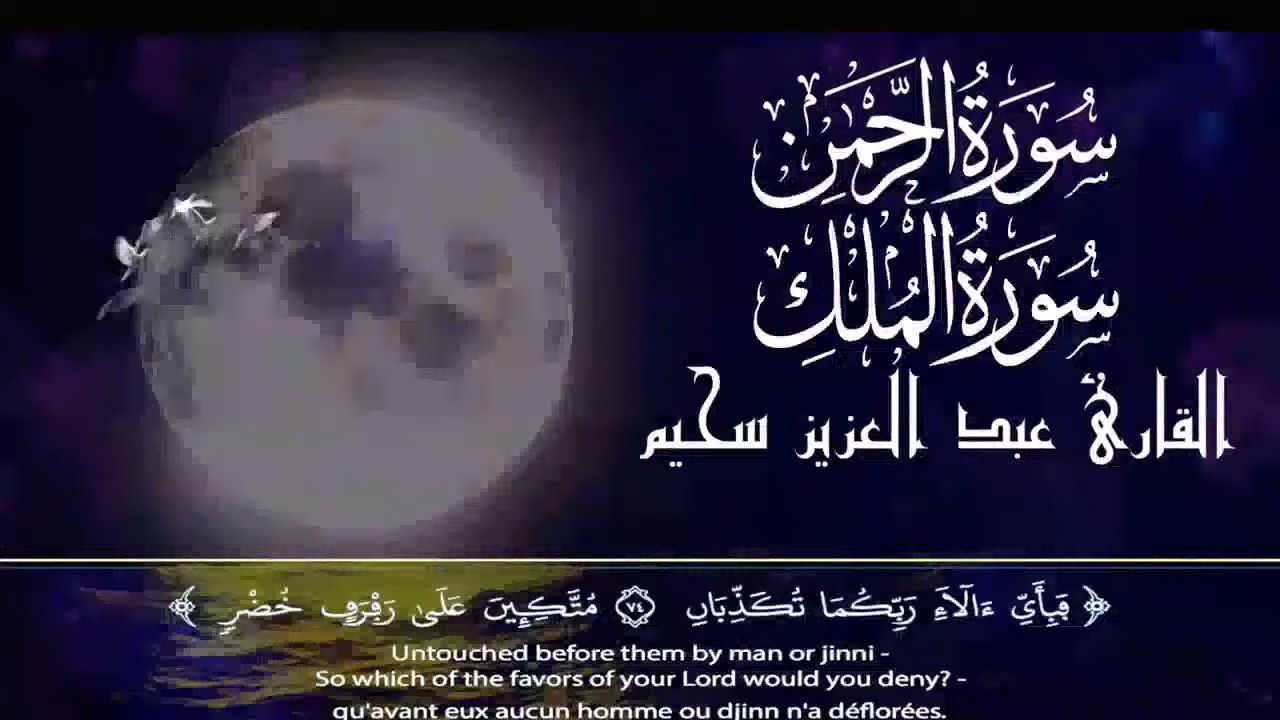 سُورَةُ الرَّحْمَٰن
سُورَةُ المُلْكِ
القارئ عبد العزيز سحيم
﴿ فَبِأَيِّ ءَالَآءِ رَبِّكُمَا تُكَذِّبَانِ ٧٤ مُتَّكِـِٔينَ عَلَىٰ رَفْرَفٍ خُضْرٍ ﴾
Untouched before them by man or jinni -
So which of the favors of your Lord would you deny? -
qu'avant eux aucun homme ou djinn n'a déflorées.